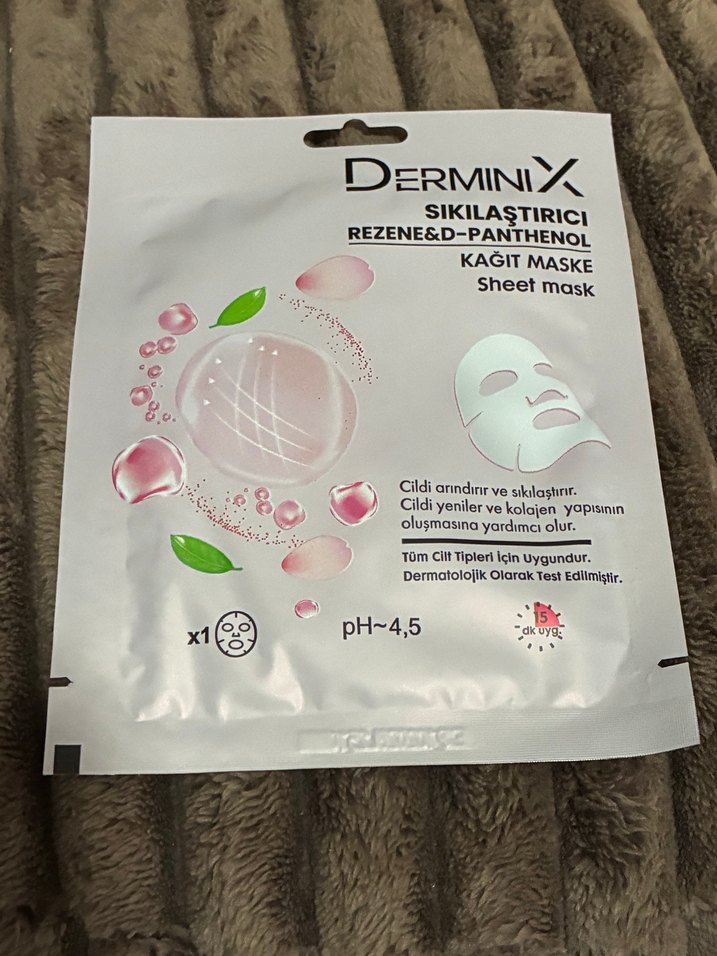 DERMINIX
SIKILAŞTIRICI
REZENE&D-PANTHENOL
KAĞIT MASKE
Sheet mask
Cildi arındırır ve sıkılaştırır.
Cildi yeniler ve kolajen yapısının
oluşmasına yardımcı olur.
Tüm Cilt Tipleri İçin Uygundur.
Dermatolojik Olarak Test Edilmiştir.
x1
pH~4,5
15
dk uyg.